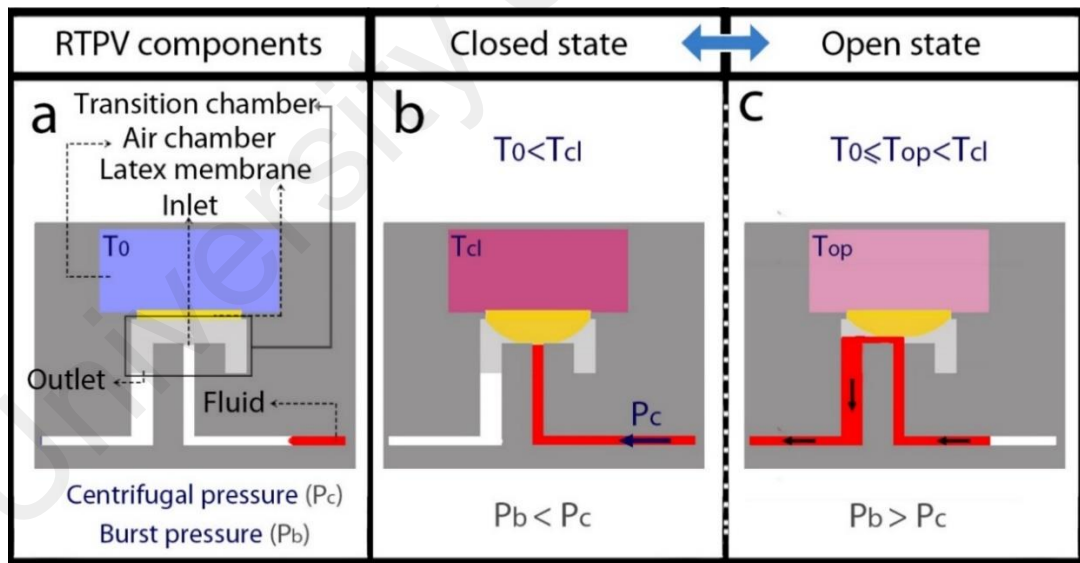 RTPV components
Closed state
Open state
a
Transition chamber
Air chamber
Latex membrane
Inlet
T0
Outlet
Fluid
Centrifugal pressure (Pc)
Burst pressure (Pb)
b
T0<Tcl
Tcl
Pc
Pb < Pc
c
T0⩽Top<Tcl
Top
Pb > Pc
University